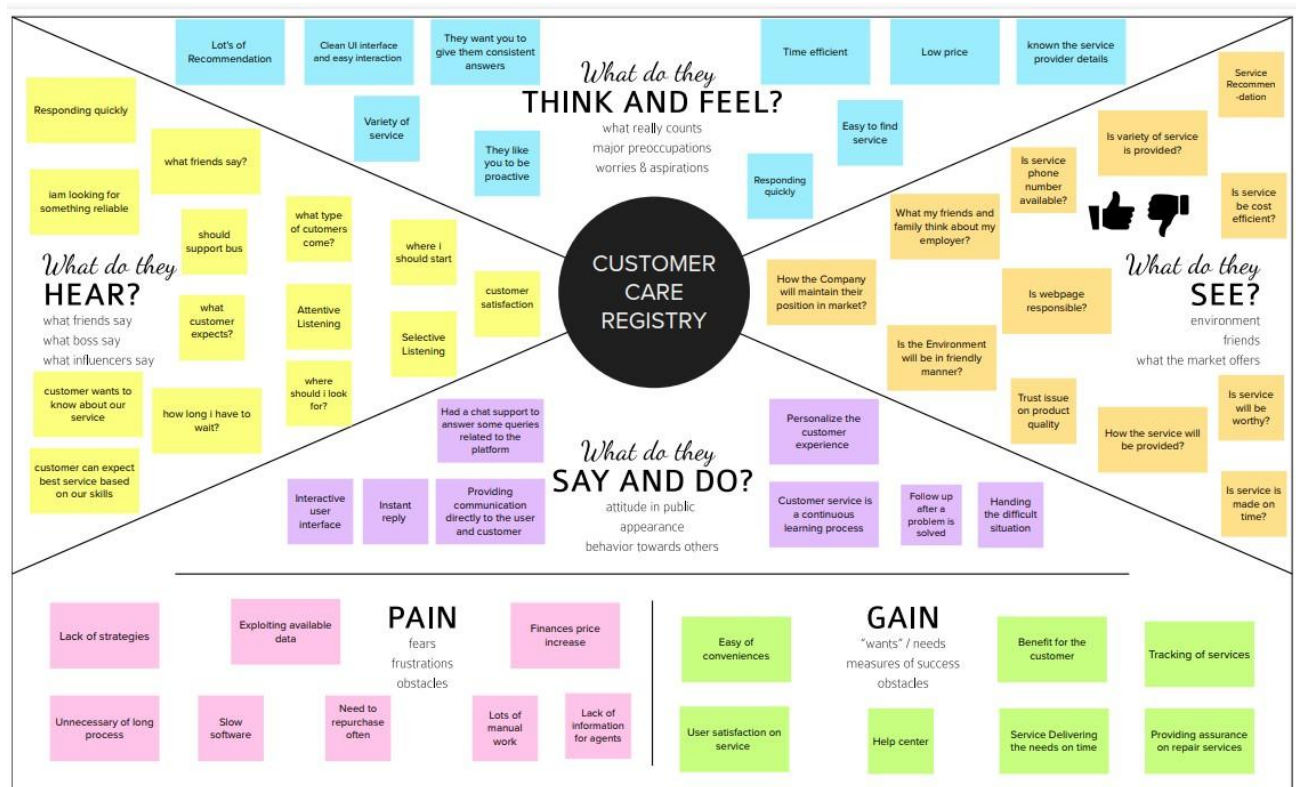 Lot's of
Recommendation
Clean UI interface
and easy interaction
They want you to
give them consistent
answers
Variety of
service
They like
you to be
proactive
What do they
THINK AND FEEL?
what really counts
major preoccupations
worries & aspirations
Time efficient
Low price
known the service
provider details
Easy to find
service
Responding
quickly
Responding quickly
what friends say?
iam looking for
something reliable
should
support bus
what type
of cutomers
come?
where i
should start
What do they
HEAR?
what friends say
what boss say
what influencers say
what
customer
expects?
Attentive
Listening
customer
satisfaction
Selective
Listening
customer wants to
know about our
service
how long i have to
wait?
where
should i look
for?
customer can expect
best service based
on our skills
CUSTOMER
CARE
REGISTRY
Service
Recommen
-dation
Is variety of service
is provided?
Is service
phone
number
available?
Is service
be cost
efficient?
What my friends and
family think about my
employer?
How the Company
will maintain their
position in market?
Is webpage
responsible?
What do they
SEE?
environment
friends
what the market offers
Is the Environment
will be in friendly
manner?
Trust issue
on product
quality
How the service will
be provided?
Is service
will be
worthy?
Is service is
made on
time?
Had a chat support to
answer some queries
related to the
platform
Interactive
user
interface
Instant
reply
Providing
communication
directly to the user
and customer
What do they
SAY AND DO?
attitude in public
appearance
behavior towards others
Personalize the
customer
experience
Customer service is
a continuous
learning process
Follow up
after a
problem is
solved
Handing
the difficult
situation
PAIN
fears
frustrations
obstacles
Lack of strategies
Exploiting available
data
Finances price
increase
Unnecessary of long
process
Slow
software
Need to
repurchase
often
Lots of
manual
work
Lack of
information
for agents
GAIN
"wants" / needs
measures of success
obstacles
Easy of
conveniences
Benefit for the
customer
Tracking of services
User satisfaction on
service
Help center
Service Delivering
the needs on time
Providing assurance
on repair services